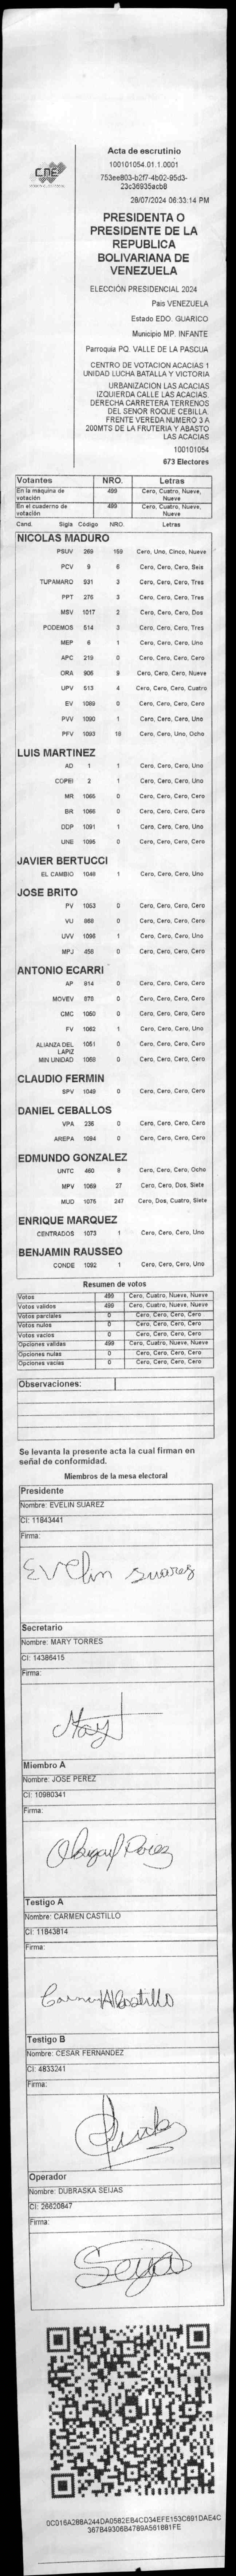 CNE
PODER ELECTORAL
Acta de escrutinio
100101054.01.1.0001
753ee803-b2f7-4b02-95d3-
23c36935acb8
28/07/2024 06:33:14 PM
PRESIDENTA O
PRESIDENTE DE LA
REPUBLICA
BOLIVARIANA DE
VENEZUELA
ELECCIÓN PRESIDENCIAL 2024
Pais VENEZUELA
Estado EDO. GUARICO
Municipio MP. INFANTE
Parroquia PQ. VALLE DE LA PASCUA
CENTRO DE VOTACION ACACIAS 1
UNIDAD LUCHA BATALLA Y VICTORIA
URBANIZACION LAS ACACIAS
IZQUIERDA CALLE LAS ACACIAS.
DERECHA CARRETERA TERRENOS
DEL SENOR ROQUE CEBILLA.
FRENTE VEREDA NUMERO 3 A
200MTS DE LA FRUTERIA Y ABASTO
LAS ACACIAS
100101054
673 Electores
Votantes NRO. Letras
En la máquina de votación 499 Cero, Cuatro, Nueve, Nueve
En el cuaderno de votación 499 Cero, Cuatro, Nueve, Nueve
Cand. Sigla Código NRO. Letras
NICOLAS MADURO
PSUV 269 159 Cero, Uno, Cinco, Nueve
PCV 9 6 Cero, Cero, Cero, Seis
TUPAMARO 931 3 Cero, Cero, Cero, Tres
PPT 276 3 Cero, Cero, Cero, Tres
MSV 1017 2 Cero, Cero, Cero, Dos
PODEMOS 514 3 Cero, Cero, Cero, Tres
MEP 6 1 Cero, Cero, Cero, Uno
APC 219 0 Cero, Cero, Cero, Cero
ORA 906 9 Cero, Cero, Cero, Nueve
UPV 513 4 Cero, Cero, Cero, Cuatro
EV 1089 0 Cero, Cero, Cero, Cero
PVV 1090 1 Cero, Cero, Cero, Uno
PFV 1093 18 Cero, Cero, Uno, Ocho
LUIS MARTINEZ
AD 1 1 Cero, Cero, Cero, Uno
COPEI 2 1 Cero, Cero, Cero, Uno
MR 1065 0 Cero, Cero, Cero, Cero
BR 1066 0 Cero, Cero, Cero, Cero
DDP 1091 1 Cero, Cero, Cero, Uno
UNE 1095 0 Cero, Cero, Cero, Cero
JAVIER BERTUCCI
EL CAMBIO 1048 1 Cero, Cero, Cero, Uno
JOSE BRITO
PV 1053 0 Cero, Cero, Cero, Cero
VU 868 0 Cero, Cero, Cero, Cero
UVV 1096 1 Cero, Cero, Cero, Uno
MPJ 456 0 Cero, Cero, Cero, Cero
ANTONIO ECARRI
AP 814 0 Cero, Cero, Cero, Cero
MOVEV 878 0 Cero, Cero, Cero, Cero
CMC 1050 0 Cero, Cero, Cero, Cero
FV 1062 1 Cero, Cero, Cero, Uno
ALIANZA DEL LAPIZ 1051 0 Cero, Cero, Cero, Cero
MIN UNIDAD 1068 0 Cero, Cero, Cero, Cero
CLAUDIO FERMIN
SPV 1049 0 Cero, Cero, Cero, Cero
DANIEL CEBALLOS
VPA 236 0 Cero, Cero, Cero, Cero
AREPA 1094 0 Cero, Cero, Cero, Cero
EDMUNDO GONZALEZ
UNTC 460 8 Cero, Cero, Cero, Ocho
MPV 1069 27 Cero, Cero, Dos, Siete
MUD 1075 247 Cero, Dos, Cuatro, Siete
ENRIQUE MARQUEZ
CENTRADOS 1073 1 Cero, Cero, Cero, Uno
BENJAMIN RAUSSEO
CONDE 1092 1 Cero, Cero, Cero, Uno
Resumen de votos
Votos 499 Cero, Cuatro, Nueve, Nueve
Votos validos 499 Cero, Cuatro, Nueve, Nueve
Votos parciales 0 Cero, Cero, Cero, Cero
Votos nulos 0 Cero, Cero, Cero, Cero
Votos vacios 0 Cero, Cero, Cero, Cero
Opciones validas 499 Cero, Cuatro, Nueve, Nueve
Opciones nulas 0 Cero, Cero, Cero, Cero
Opciones vacías 0 Cero, Cero, Cero, Cero
Observaciones:
Se levanta la presente acta la cual firman en
señal de conformidad.
Miembros de la mesa electoral
Presidente
Nombre: EVELIN SUAREZ
CI: 11843441
Firma:
Evelin Suarez
Secretario
Nombre: MARY TORRES
CI: 14386415
Firma:
Mary
Miembro A
Nombre: JOSE PEREZ
CI: 10980341
Firma:
Testigo A
Nombre: CARMEN CASTILLO
CI: 11843814
Firma:
Testigo B
Nombre: CESAR FERNANDEZ
CI: 4833241
Firma:
Operador
Nombre: DUBRASKA SEIJAS
CI: 26620847
Firma:
Seija
0C016A288A244DA0582EB4CD34EFE153C691DAE4C
367B49306B4789A561881FE